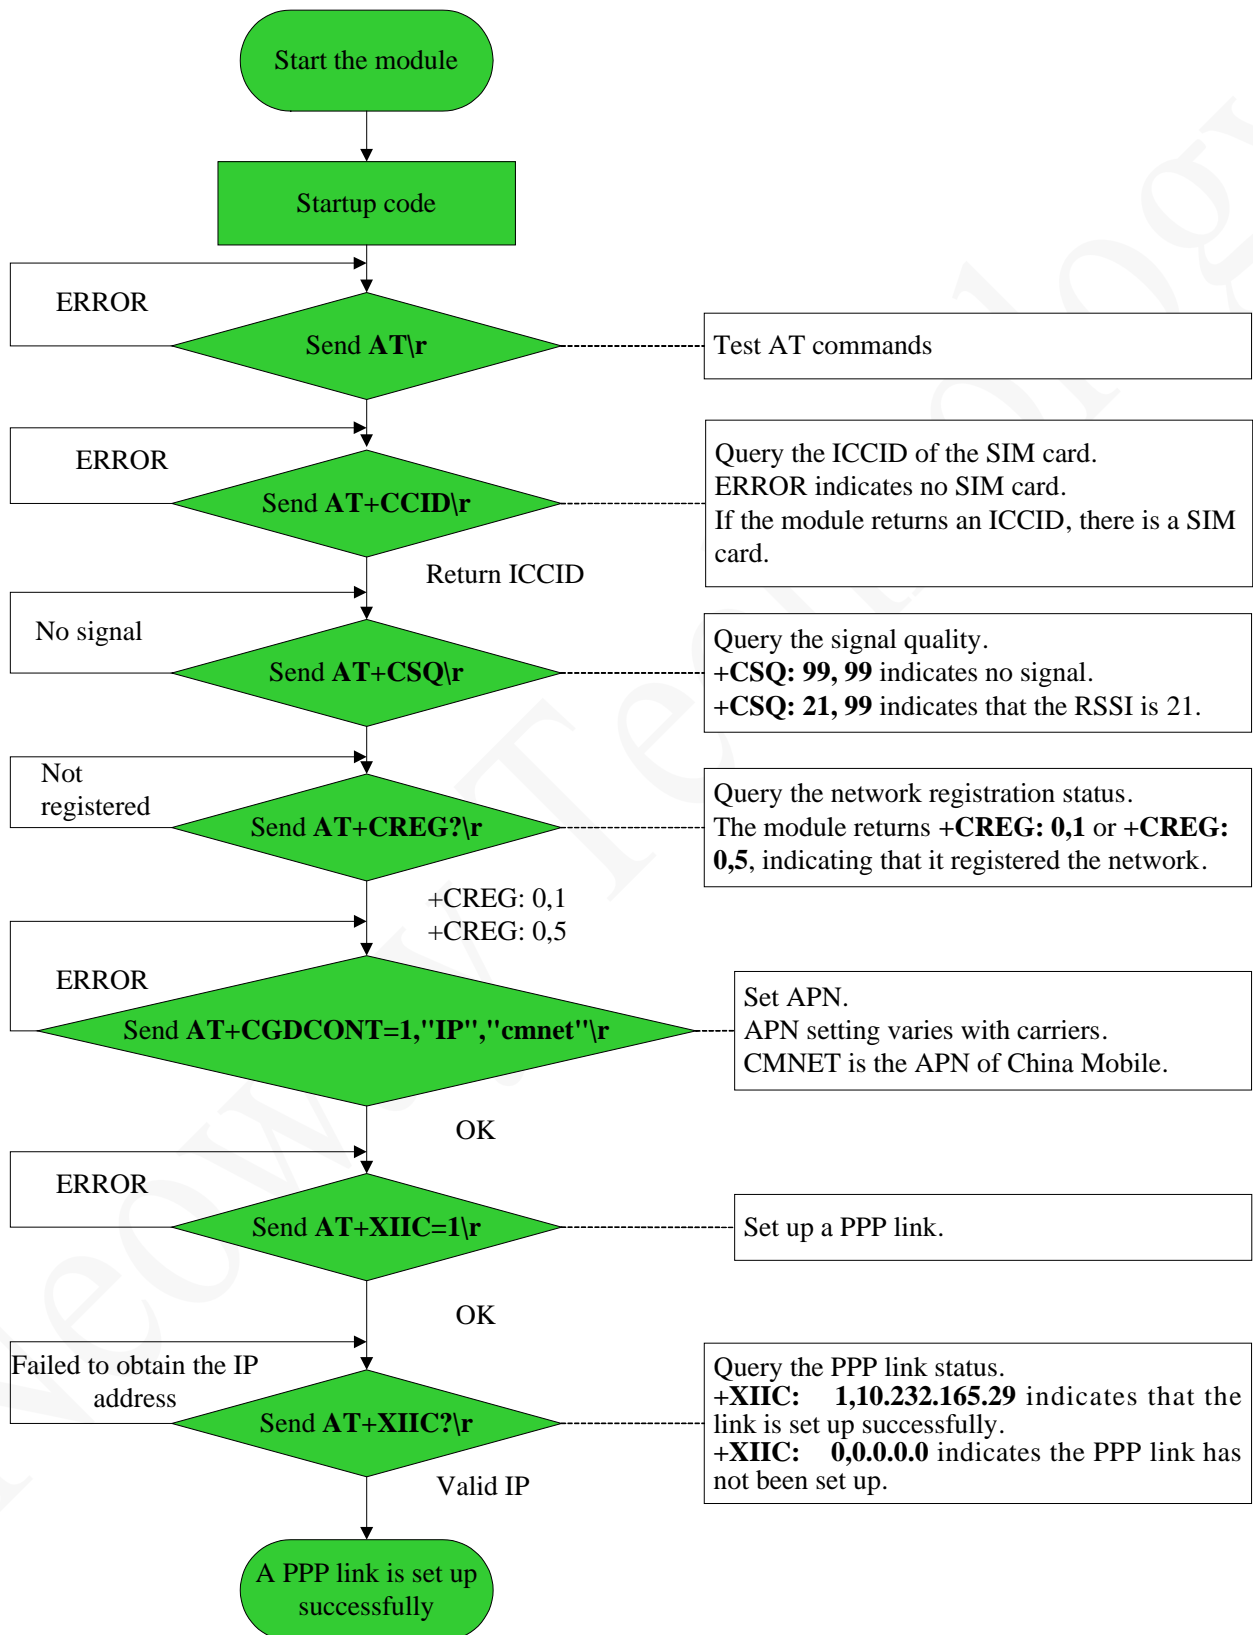 Start the module
Startup code
ERROR
Send AT\r
Test AT commands
ERROR
Send AT+CCID\r
Query the ICCID of the SIM card.
ERROR indicates no SIM card.
If the module returns an ICCID, there is a SIM
card.
Return ICCID
No signal
Send AT+CSQ\r
Query the signal quality.
+CSQ: 99, 99 indicates no signal.
+CSQ: 21, 99 indicates that the RSSI is 21.
Not
registered
Send AT+CREG?\r
Query the network registration status.
The module returns +CREG: 0,1 or +CREG:
0,5, indicating that it registered the network.
+CREG: 0,1
+CREG: 0,5
ERROR
Send AT+CGDCONT=1,"IP","cmnet"\r
Set APN.
APN setting varies with carriers.
CMNET is the APN of China Mobile.
OK
ERROR
Send AT+XIIC=1\r
Set up a PPP link.
OK
Failed to obtain the IP
address
Send AT+XIIC?\r
Query the PPP link status.
+XIIC: 1,10.232.165.29 indicates that the
link is set up successfully.
+XIIC: 0,0.0.0.0 indicates the PPP link has
not been set up.
Valid IP
A PPP link is set up
successfully
Neoway Technology